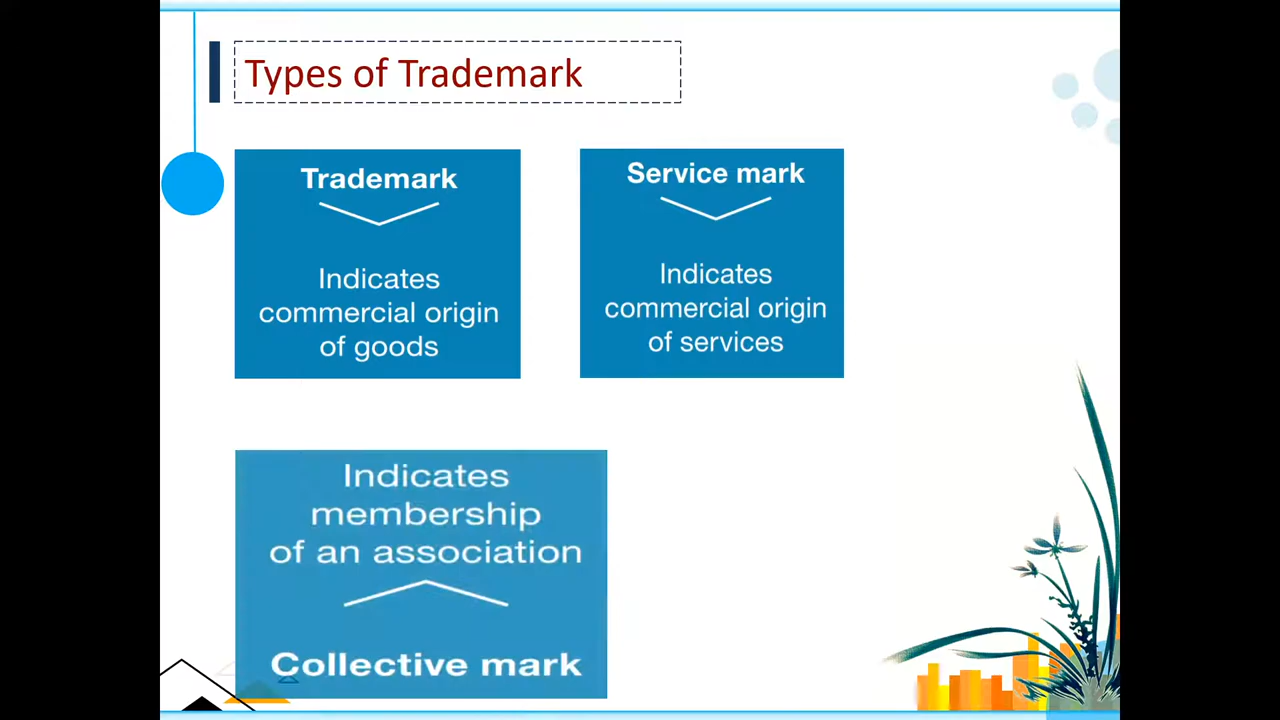 Types of Trademark
Trademark
Indicates
commercial origin
of goods
Service mark
Indicates
commercial origin
of services
Indicates
membership
of an association
Collective mark